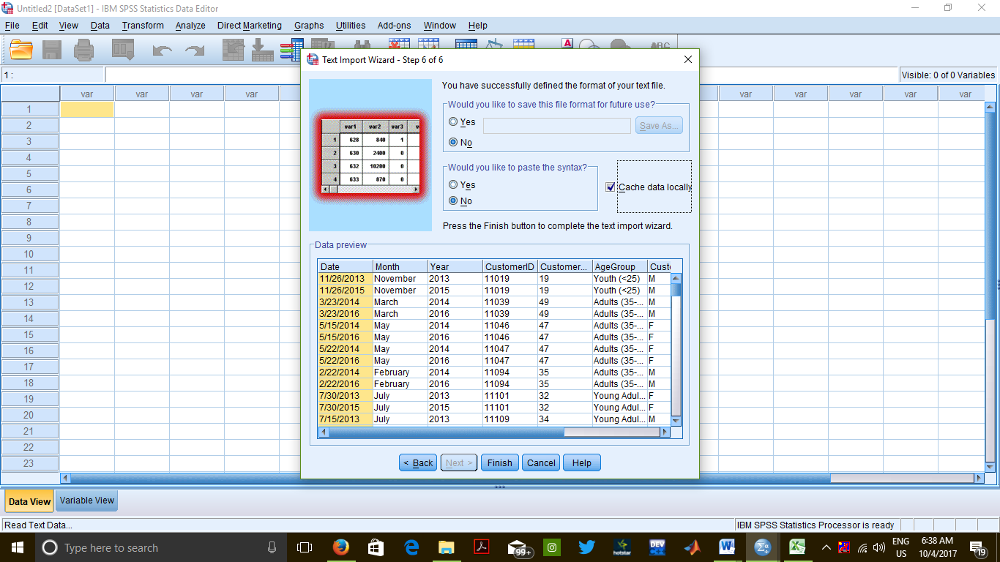 Untitled2 [DataSet1] - IBM SPSS Statistics Data Editor
File Edit View Data Transform Analyze Direct Marketing Graphs Utilities Add-ons Window Help
A ABC
1 : Visible: 0 of 0 Variables
var var var var var var var var var
1
2
3
4
5
6
7
8
9
10
11
12
13
14
15
16
17
18
19
20
21
22
23
Text Import Wizard - Step 6 of 6
var1 var2 var3 v
1 628 840 1
2 630 2400 0
3 632 10200 0
4 633 870 0
You have successfully defined the format of your text file.
Would you like to save this file format for future use?
Yes Save As...
No
Would you like to paste the syntax?
Yes
No
Cache data locally
Press the Finish button to complete the text import wizard.
Data preview
Date Month Year CustomerID Customer... AgeGroup Custo
11/26/2013 November 2013 11019 19 Youth (<25) M
11/26/2015 November 2015 11019 19 Youth (<25) M
3/23/2014 March 2014 11039 49 Adults (35-... M
3/23/2016 March 2016 11039 49 Adults (35-... M
5/15/2014 May 2014 11046 47 Adults (35-... F
5/15/2016 May 2016 11046 47 Adults (35-... F
5/22/2014 May 2014 11047 47 Adults (35-... F
5/22/2016 May 2016 11047 47 Adults (35-... F
2/22/2014 February 2014 11094 35 Adults (35-... M
2/22/2016 February 2016 11094 35 Adults (35-... M
7/30/2013 July 2013 11101 32 Young Adul... F
7/30/2015 July 2015 11101 32 Young Adul... F
7/15/2013 July 2013 11109 34 Young Adul... M
< Back Next > Finish Cancel Help
Data View Variable View
Read Text Data... IBM SPSS Statistics Processor is ready
Type here to search 99+ hotstar DEV C++ ENG 6:38 AM
US 10/4/2017 19